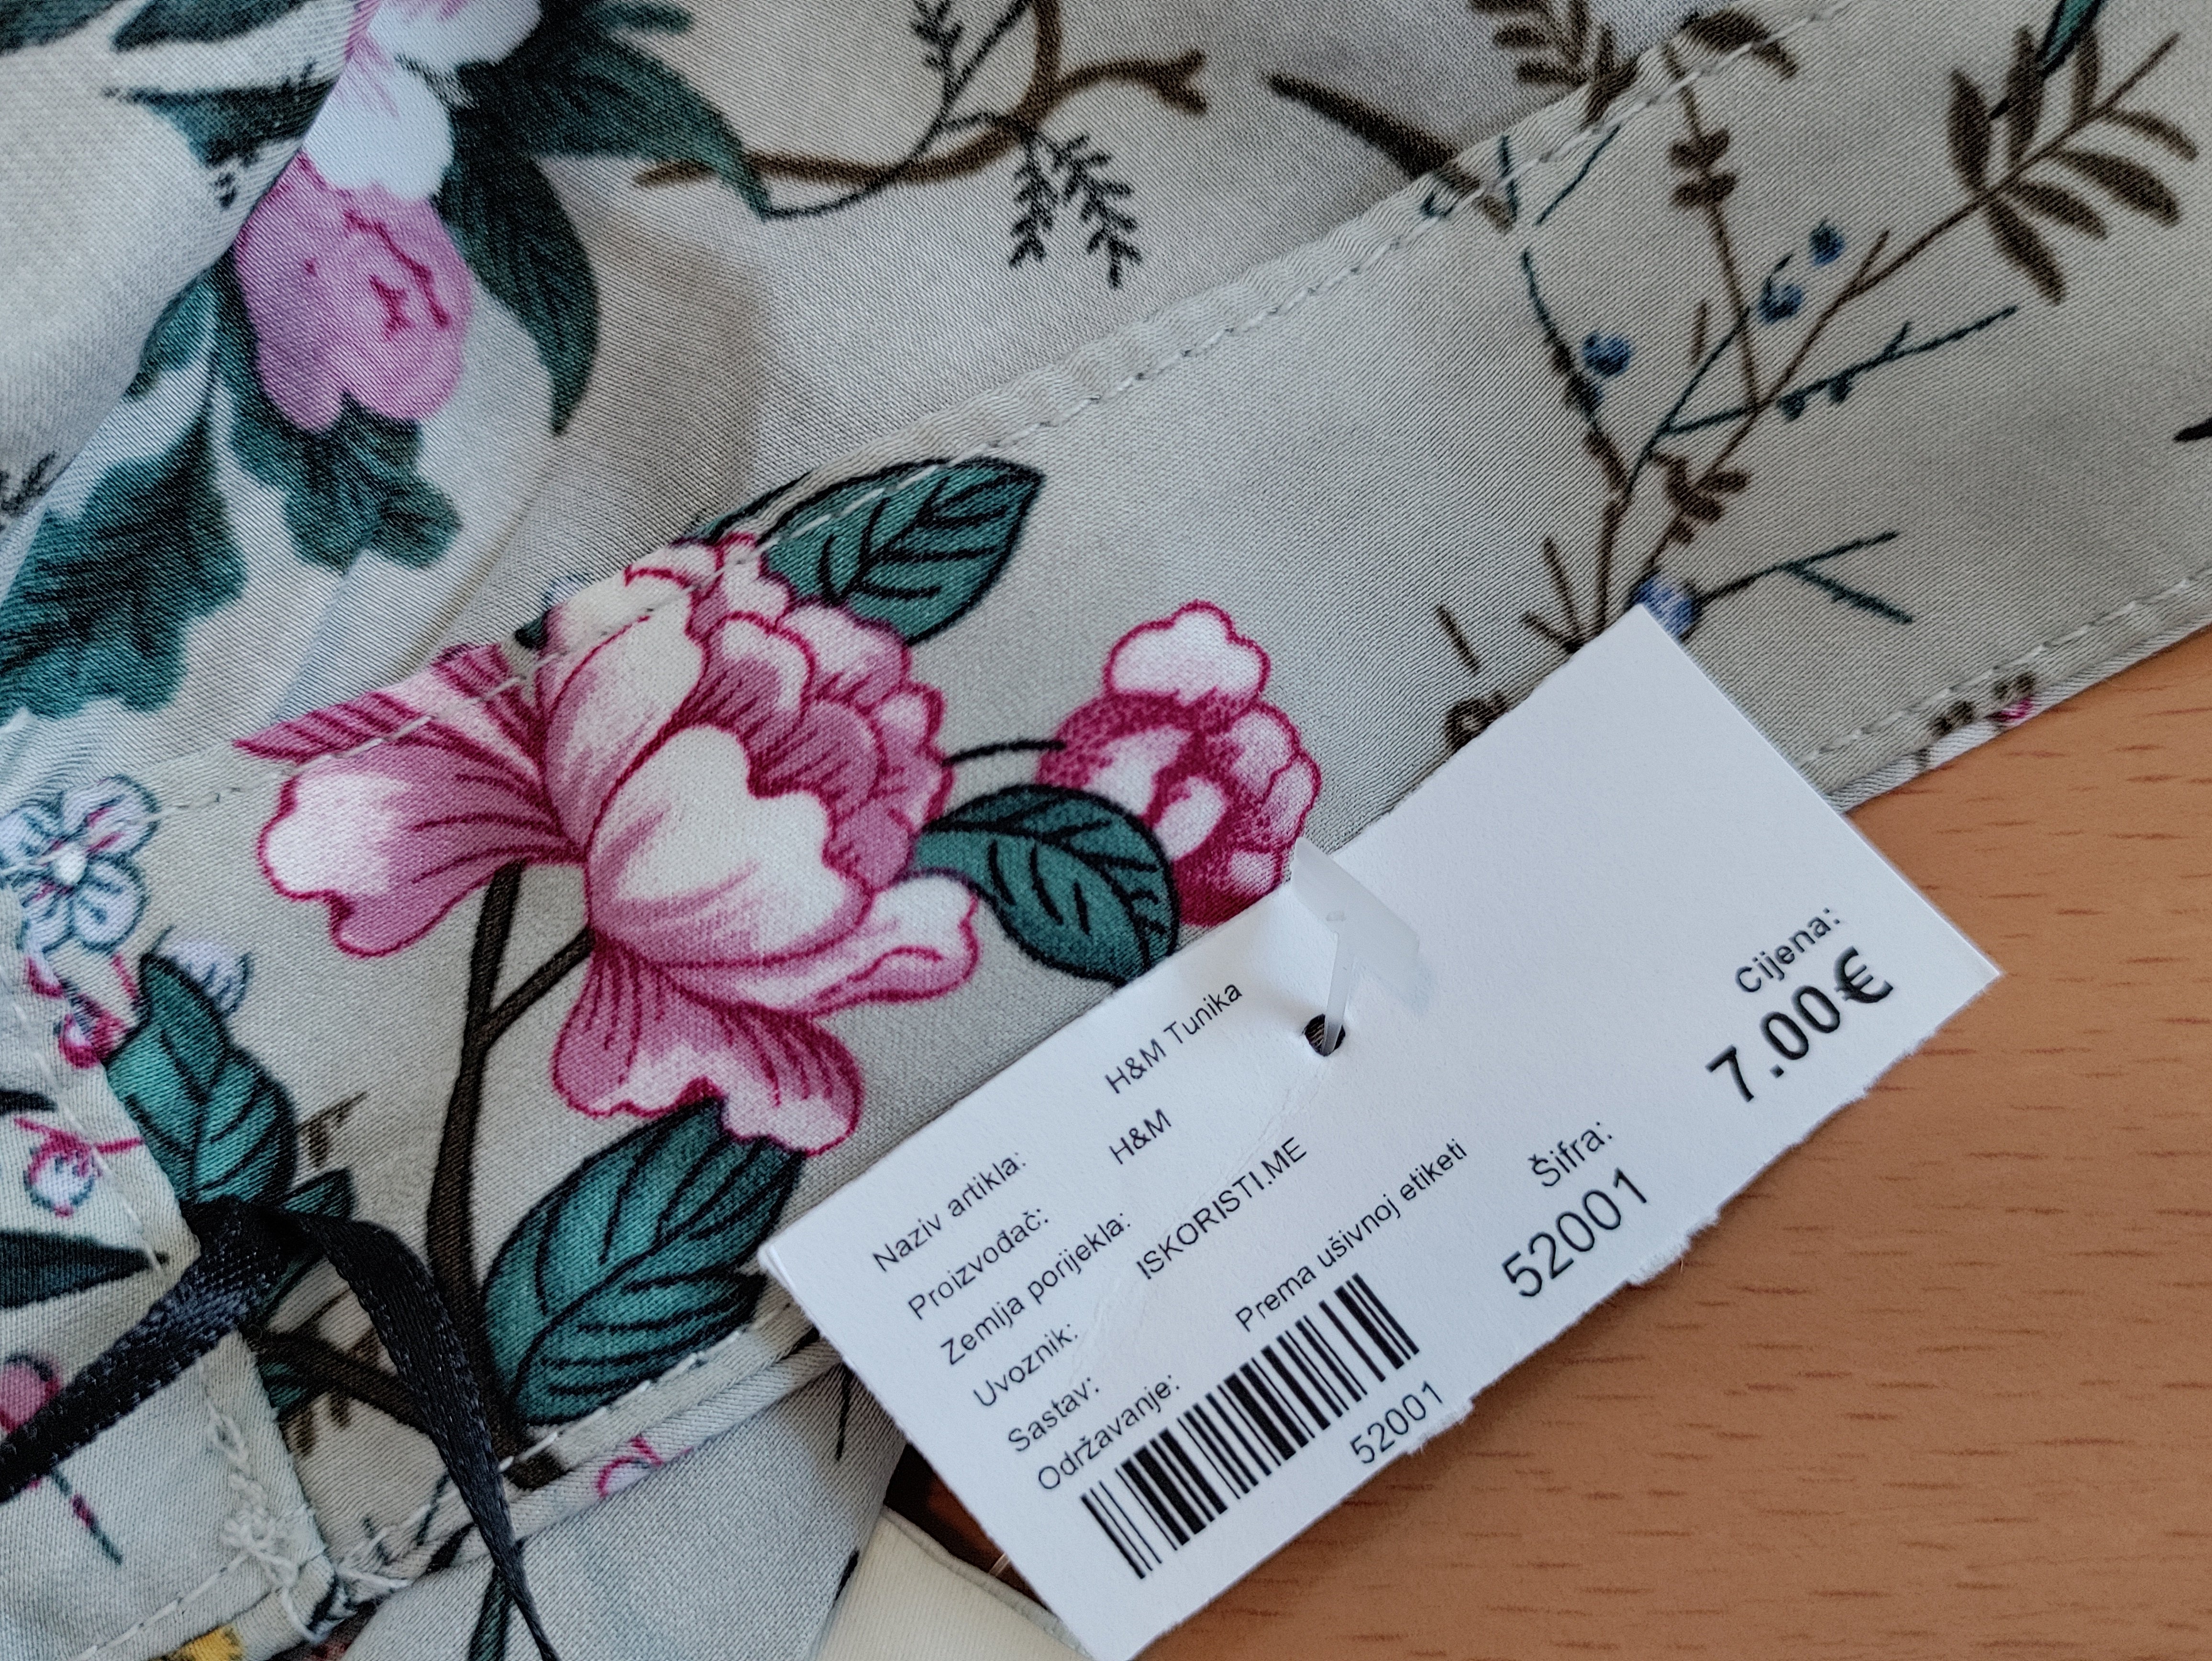 Naziv artikla: H&M Tunika
Proizvođač: H&M
Zemlja porijekla:
Uvoznik: ISKORISTI.ME
Sastav:
Održavanje: Prema ušivnoj etiketi
52001
Šifra:
52001
Cijena:
7.00€